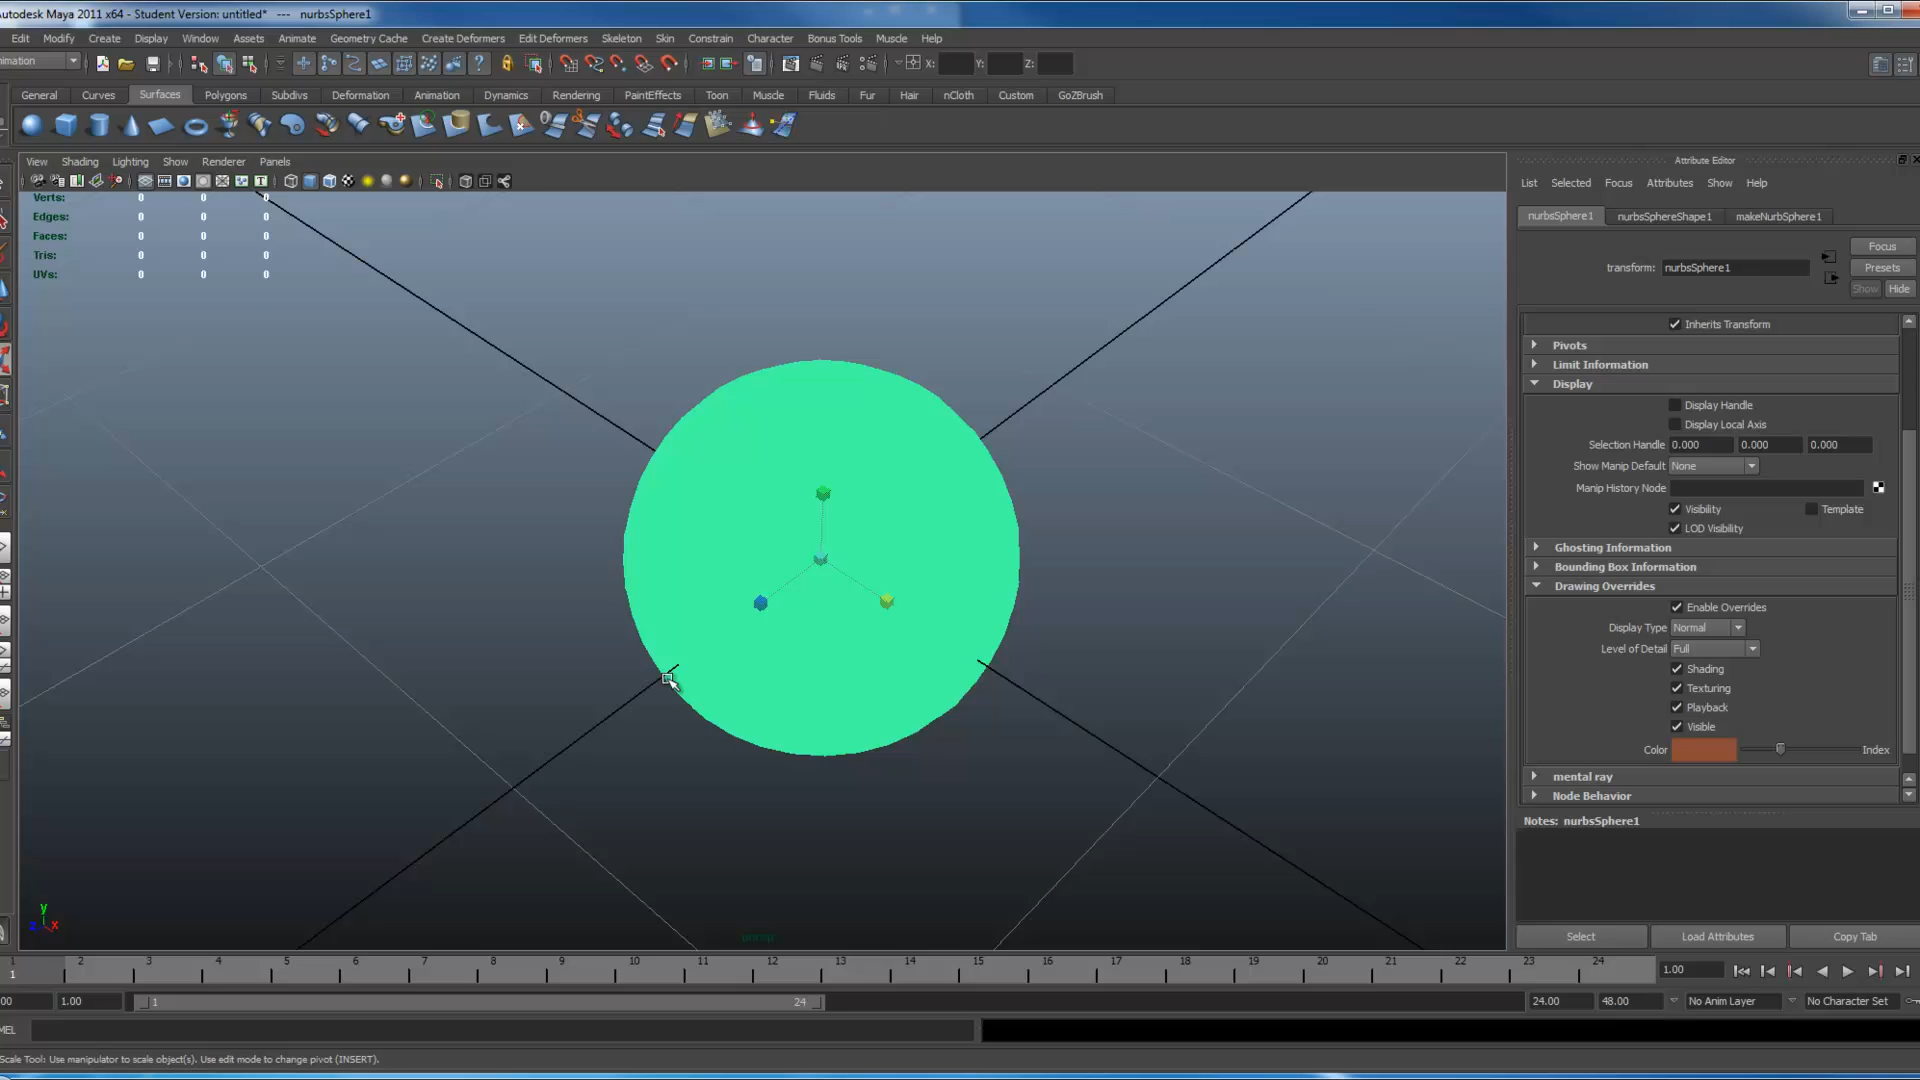 Autodesk Maya 2011 x64 - Student Version: untitled* --- nurbsSphere1
Edit Modify Create Display Window Assets Animate Geometry Cache Create Deformers Edit Deformers Skeleton Skin Constrain Character Bonus Tools Muscle Help
nimation X: Y: Z:
General Curves Surfaces Polygons Subdivs Deformation Animation Dynamics Rendering PaintEffects Toon Muscle Fluids Fur Hair nCloth Custom GoZBrush
View Shading Lighting Show Renderer Panels
Verts: 0 0 0
Edges: 0 0 0
Faces: 0 0 0
Tris: 0 0 0
UVs: 0 0 0
y
z x
persp
Attribute Editor
List Selected Focus Attributes Show Help
nurbsSphere1 nurbsSphereShape1 makeNurbSphere1
Focus
transform: nurbsSphere1 Presets
Show Hide
Inherits Transform
Pivots
Limit Information
Display
Display Handle
Display Local Axis
Selection Handle 0.000 0.000 0.000
Show Manip Default None
Manip History Node
Visibility Template
LOD Visibility
Ghosting Information
Bounding Box Information
Drawing Overrides
Enable Overrides
Display Type Normal
Level of Detail Full
Shading
Texturing
Playback
Visible
Color Index
mental ray
Node Behavior
Notes: nurbsSphere1
Select Load Attributes Copy Tab
1 2 3 4 5 6 7 8 9 10 11 12 13 14 15 16 17 18 19 20 21 22 23 24
1 1.00
00 1.00 1 24 24.00 48.00 No Anim Layer No Character Set
MEL
Scale Tool: Use manipulator to scale object(s). Use edit mode to change pivot (INSERT).